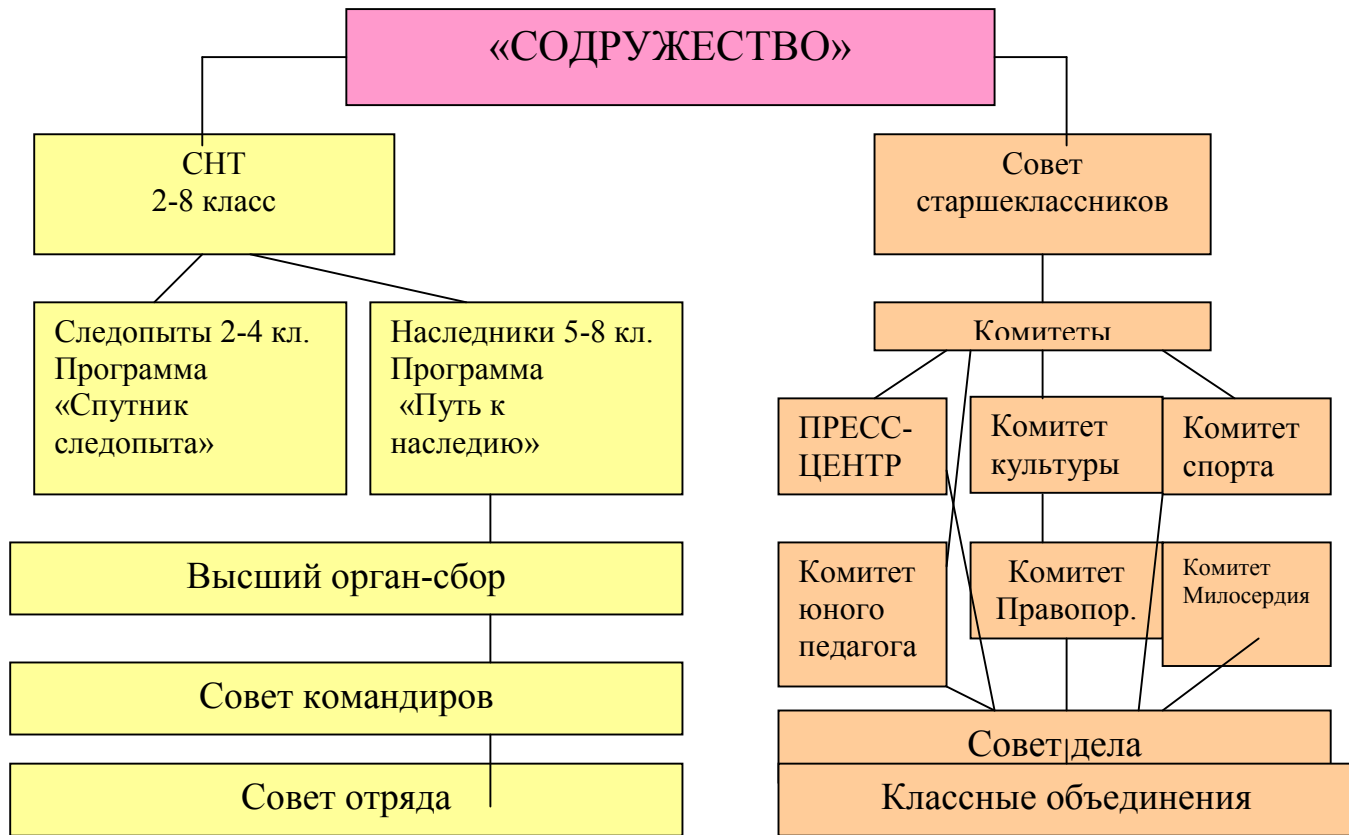 «СОДРУЖЕСТВО»
СНТ
2-8 класс
Совет
старшеклассников
Следопыты 2-4 кл.
Программа
«Спутник
следопыта»
Наследники 5-8 кл.
Программа
«Путь к
наследию»
Комитеты
ПРЕСС-
ЦЕНТР
Комитет
культуры
Комитет
спорта
Высший орган-сбор
Комитет
юного
педагога
Комитет
Правопор.
Комитет
Милосердия
Совет командиров
Совет дела
Совет отряда
Классные объединения